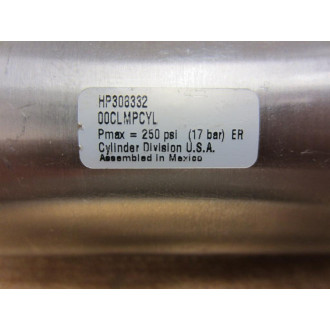 HP308332
00CLMPCYL
Pmax = 250 psi (17 bar) ER
Cylinder Division U.S.A.
Assembled in Mexico